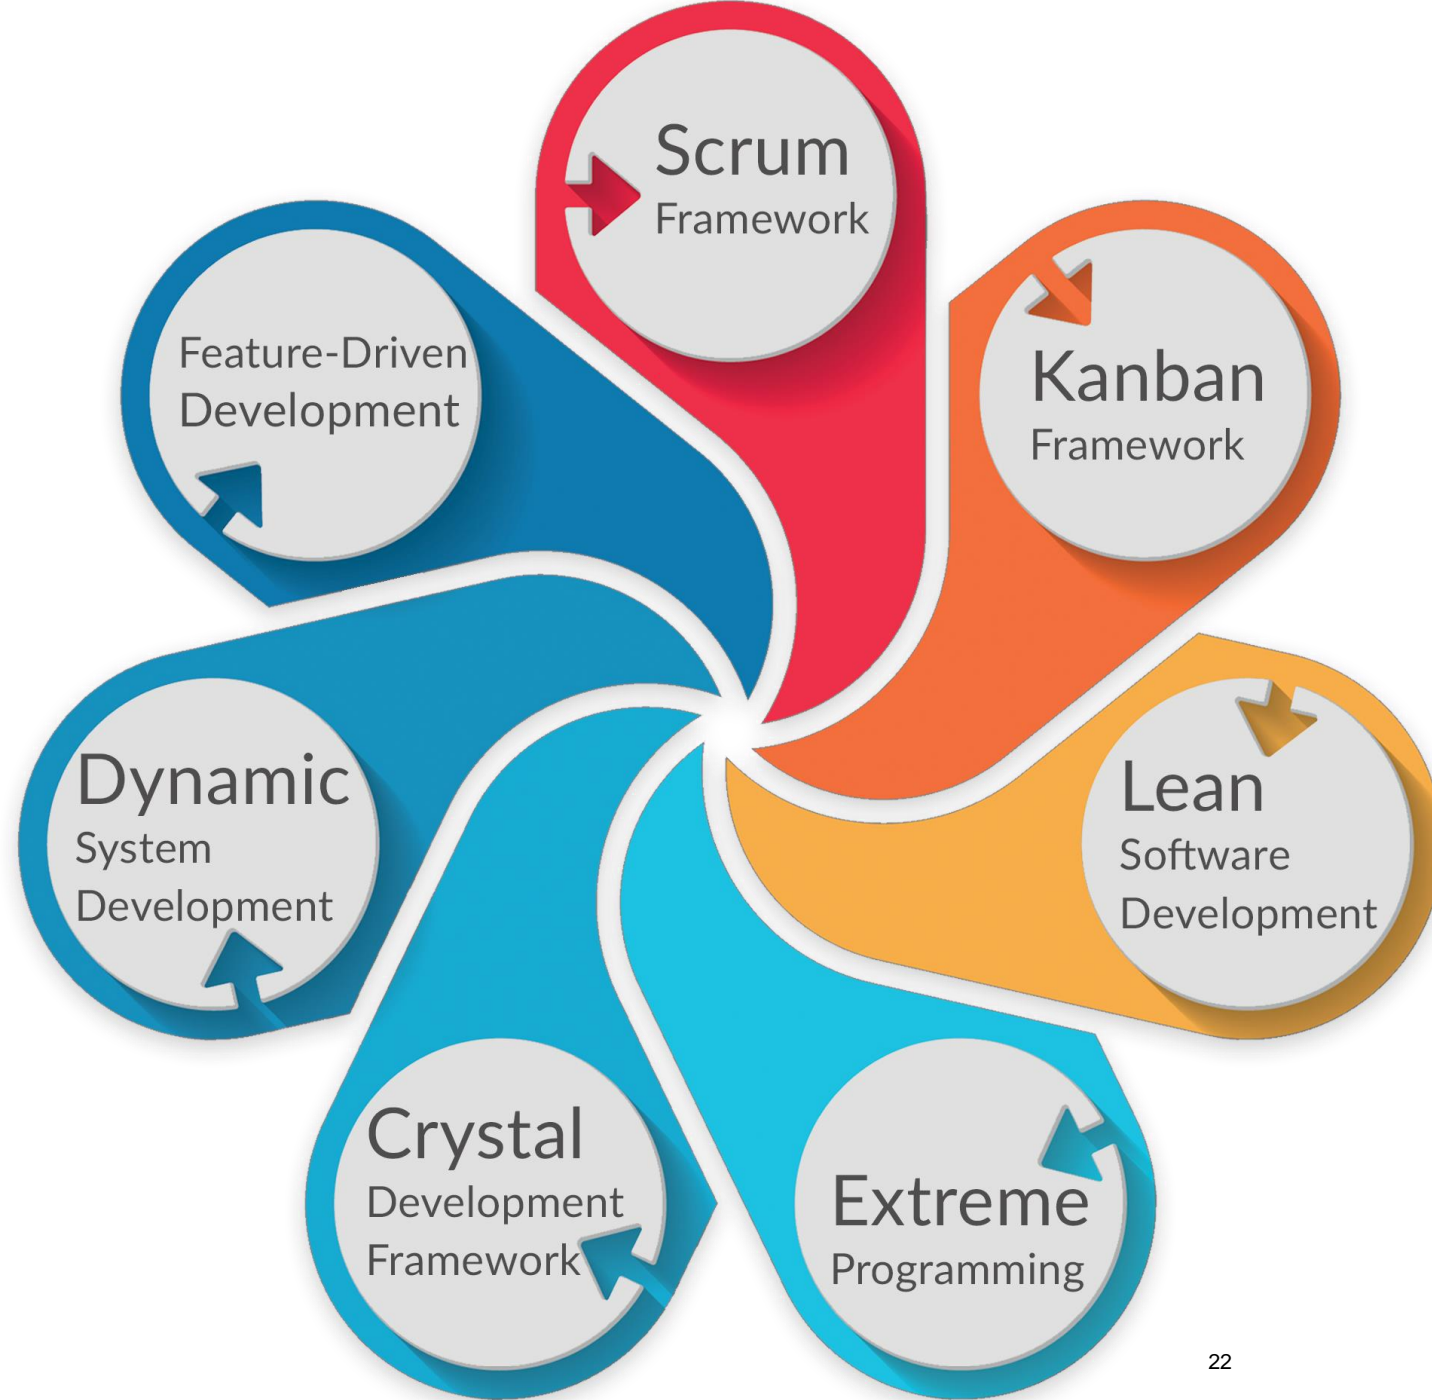 Scrum
Framework
Kanban
Framework
Lean
Software
Development
Extreme
Programming
Crystal
Development
Framework
Dynamic
System
Development
Feature-Driven
Development
22